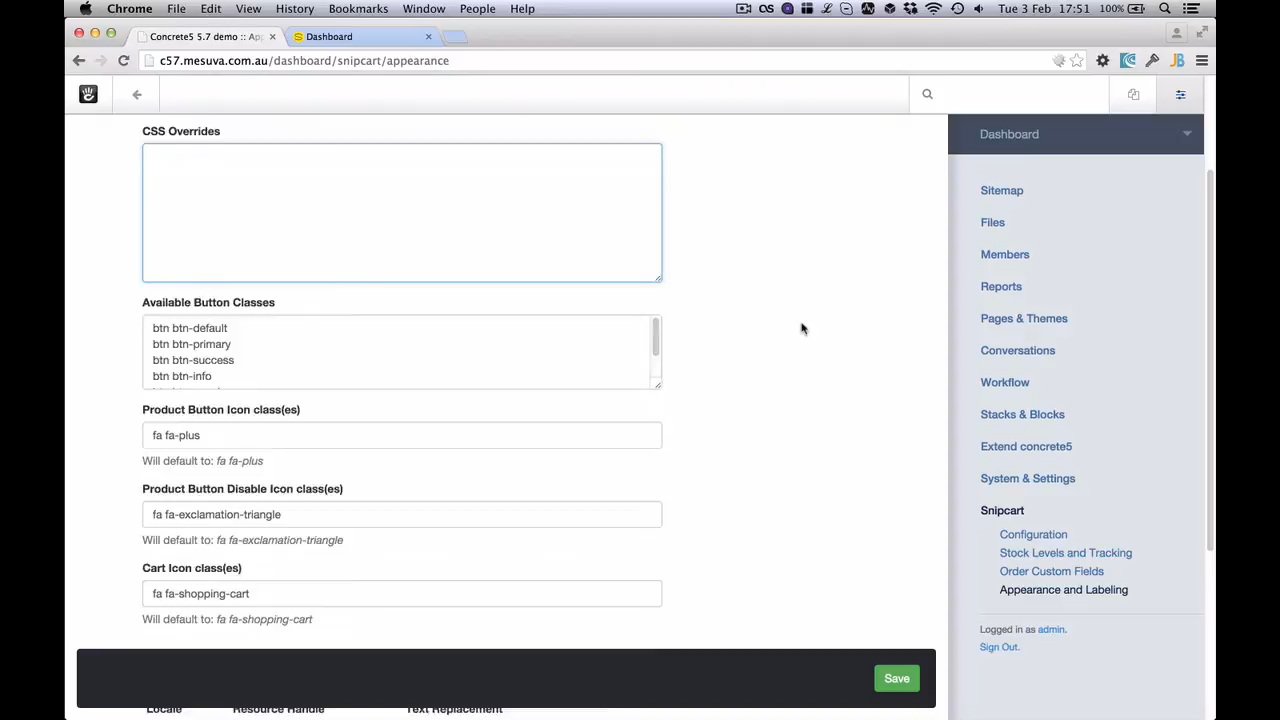 Chrome File Edit View History Bookmarks Window People Help
Tue 3 Feb 17:51 100%
Concrete5 5.7 demo :: App
Dashboard
c57.mesuva.com.au/dashboard/snipcart/appearance
CSS Overrides
Available Button Classes
btn btn-default
btn btn-primary
btn btn-success
btn btn-info
Product Button Icon class(es)
fa fa-plus
Will default to: fa fa-plus
Product Button Disable Icon class(es)
fa fa-exclamation-triangle
Will default to: fa fa-exclamation-triangle
Cart Icon class(es)
fa fa-shopping-cart
Will default to: fa fa-shopping-cart
Save
Locale Resource Handle Text Replacement
Dashboard
Sitemap
Files
Members
Reports
Pages & Themes
Conversations
Workflow
Stacks & Blocks
Extend concrete5
System & Settings
Snipcart
Configuration
Stock Levels and Tracking
Order Custom Fields
Appearance and Labeling
Logged in as admin.
Sign Out.